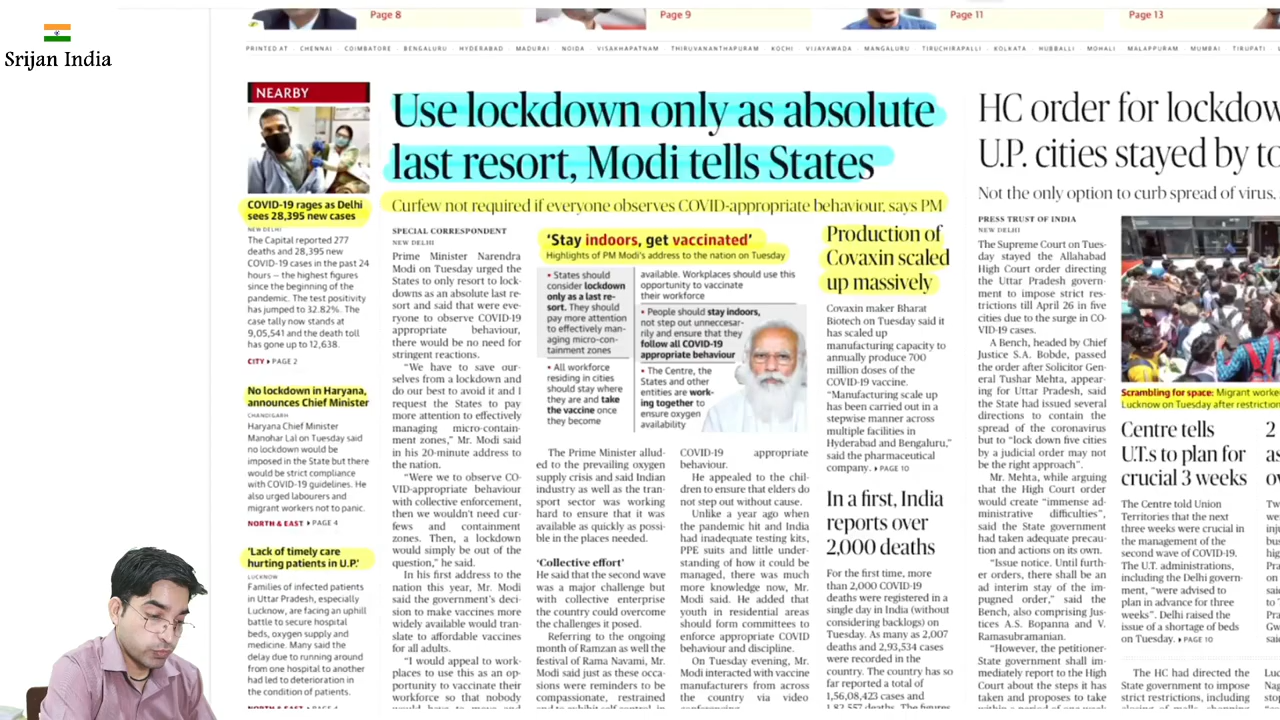 Srijan India
Page 8
Page 9
Page 11
Page 13
PRINTED AT . CHENNAI . COIMBATORE . BENGALURU . HYDERABAD . MADURAI . NOIDA . VISAKHAPATNAM . THIRUVANANTHAPURAM . KOCHI . VIJAYAWADA . MANGALURU . TIRUCHIRAPALLI . KOLKATA . HUBBALLI . MOHALI . MALAPPURAM . MUMBAI . TIRUPATI
NEARBY
COVID-19 rages as Delhi
sees 28,395 new cases
NEW DELHI
The Capital reported 277
deaths and 28,395 new
COVID-19 cases in the past 24
hours — the highest figures
since the beginning of the
pandemic. The test positivity
has jumped to 32.82%. The
case tally now stands at
9,05,541 and the death toll
has gone up to 12,638.
CITY ▸ PAGE 2
No lockdown in Haryana,
announces Chief Minister
CHANDIGARH
Haryana Chief Minister
Manohar Lal on Tuesday said
no lockdown would be
imposed in the State but there
would be strict compliance
with COVID-19 guidelines. He
also urged labourers and
migrant workers not to panic.
NORTH & EAST ▸ PAGE 4
'Lack of timely care
hurting patients in U.P.'
LUCKNOW
Families of infected patients
in Uttar Pradesh, especially
Lucknow, are facing an uphill
battle to secure hospital
beds, oxygen supply and
medicine. Many said the
delay due to running around
from one hospital to another
had led to deterioration in
the condition of patients.
NORTH & EAST ▸ PAGE 4
Use lockdown only as absolute
last resort, Modi tells States
Curfew not required if everyone observes COVID-appropriate behaviour, says PM
SPECIAL CORRESPONDENT
NEW DELHI
Prime Minister Narendra
Modi on Tuesday urged the
States to only resort to lock-
downs as an absolute last re-
sort and said that were eve-
ryone to observe COVID-19
appropriate behaviour,
there would be no need for
stringent reactions.
"We have to save our-
selves from a lockdown and
do our best to avoid it and I
request the States to pay
more attention to effectively
managing micro-contain-
ment zones," Mr. Modi said
in his 20-minute address to
the nation.
"Were we to observe CO-
VID-appropriate behaviour
with collective enforcement,
then we wouldn't need cur-
fews and containment
zones. Then, a lockdown
would simply be out of the
question," he said.
In his first address to the
nation this year, Mr. Modi
said the government's deci-
sion to make vaccines more
widely available would tran-
slate to affordable vaccines
for all adults.
"I would appeal to work-
places to use this as an op-
portunity to vaccinate their
workforce so that nobody
'Stay indoors, get vaccinated'
Highlights of PM Modi's address to the nation on Tuesday
• States should
consider lockdown
only as a last re-
sort. They should
pay more attention
to effectively man-
aging micro-con-
tainment zones
• All workforce
residing in cities
should stay where
they are and take
the vaccine once
they become
available. Workplaces should use this
opportunity to vaccinate
their workforce
• People should stay indoors,
not step out unneccesar-
rily and ensure that they
follow all COVID-19
appropriate behaviour
• The Centre, the
States and other
entities are work-
ing together to
ensure oxygen
availability
The Prime Minister allud-
ed to the prevailing oxygen
supply crisis and said Indian
industry as well as the tran-
sport sector was working
hard to ensure that it was
available as quickly as possi-
ble in the places needed.
'Collective effort'
He said that the second wave
was a major challenge but
with collective enterprise
the country could overcome
the challenges it posed.
Referring to the ongoing
month of Ramzan as well the
festival of Rama Navami, Mr.
Modi said just as these occa-
sions were reminders to be
compassionate, restrained
COVID-19 appropriate
behaviour.
He appealed to the chil-
dren to ensure that elders do
not step out without cause.
Unlike a year ago when
the pandemic hit and India
had inadequate testing kits,
PPE suits and little under-
standing of how it could be
managed, there was much
more knowledge now, Mr.
Modi said. He added that
youth in residential areas
should form committees to
enforce appropriate COVID
behaviour and discipline.
On Tuesday evening, Mr.
Modi interacted with vaccine
manufacturers from across
the country via video
Production of
Covaxin scaled
up massively
Covaxin maker Bharat
Biotech on Tuesday said it
has scaled up
manufacturing capacity to
annually produce 700
million doses of the
COVID-19 vaccine.
"Manufacturing scale up
has been carried out in a
stepwise manner across
multiple facilities in
Hyderabad and Bengaluru,"
said the pharmaceutical
company. ▸ PAGE 10
In a first, India
reports over
2,000 deaths
For the first time, more
than 2,000 COVID-19
deaths were registered in a
single day in India (without
considering backlogs) on
Tuesday. As many as 2,007
deaths and 2,93,534 cases
were recorded in the
country. The country has so
far reported a total of
1,56,08,423 cases and
1,82,557 deaths. The figures
HC order for lockdow
U.P. cities stayed by to
Not the only option to curb spread of virus,
PRESS TRUST OF INDIA
NEW DELHI
The Supreme Court on Tues-
day stayed the Allahabad
High Court order directing
the Uttar Pradesh govern-
ment to impose strict res-
trictions till April 26 in five
cities due to the surge in CO-
VID-19 cases.
A Bench, headed by Chief
Justice S.A. Bobde, passed
the order after Solicitor Gen-
eral Tushar Mehta, appear-
ing for Uttar Pradesh, said
the State had issued several
directions to contain the
spread of the coronavirus
but to "lock down five cities
by a judicial order may not
be the right approach".
Mr. Mehta, while arguing
that the High Court order
would create "immense ad-
ministrative difficulties",
said the State government
had taken adequate precau-
tion and actions on its own.
"Issue notice. Until furth-
er orders, there shall be an
ad interim stay of the im-
pugned order," said the
Bench, also comprising Jus-
tices A.S. Bopanna and V.
Ramasubramanian.
"However, the petitioner-
State government shall im-
mediately report to the High
Court about the steps it has
taken and proposes to take
Scrambling for space: Migrant worke
Lucknow on Tuesday after restriction
Centre tells
U.T.s to plan for
crucial 3 weeks
The Centre told Union
Territories that the next
three weeks were crucial in
the management of the
second wave of COVID-19.
The U.T. administrations,
including the Delhi govern-
ment, "were advised to
plan in advance for three
weeks". Delhi raised the
issue of a shortage of beds
on Tuesday. ▸ PAGE 10
The HC had directed the
State government to impose
strict restrictions, including